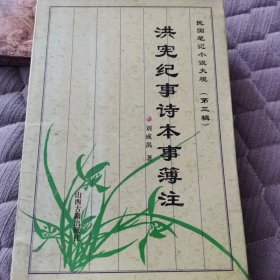 民国笔记小说大观(第三辑)
洪宪纪事诗本事簿注
刘成禺 著
山西古籍出版社